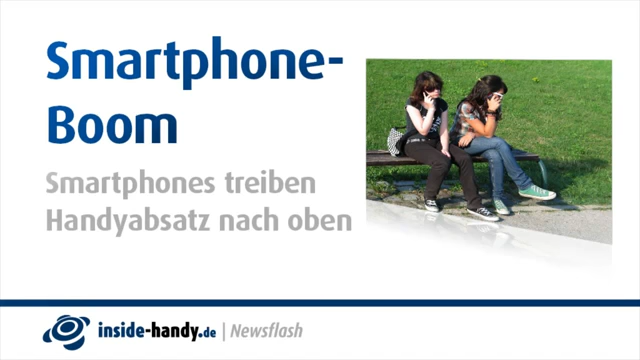 Smartphone-
Boom
Smartphones treiben
Handyabsatz nach oben
inside-handy.de | Newsflash